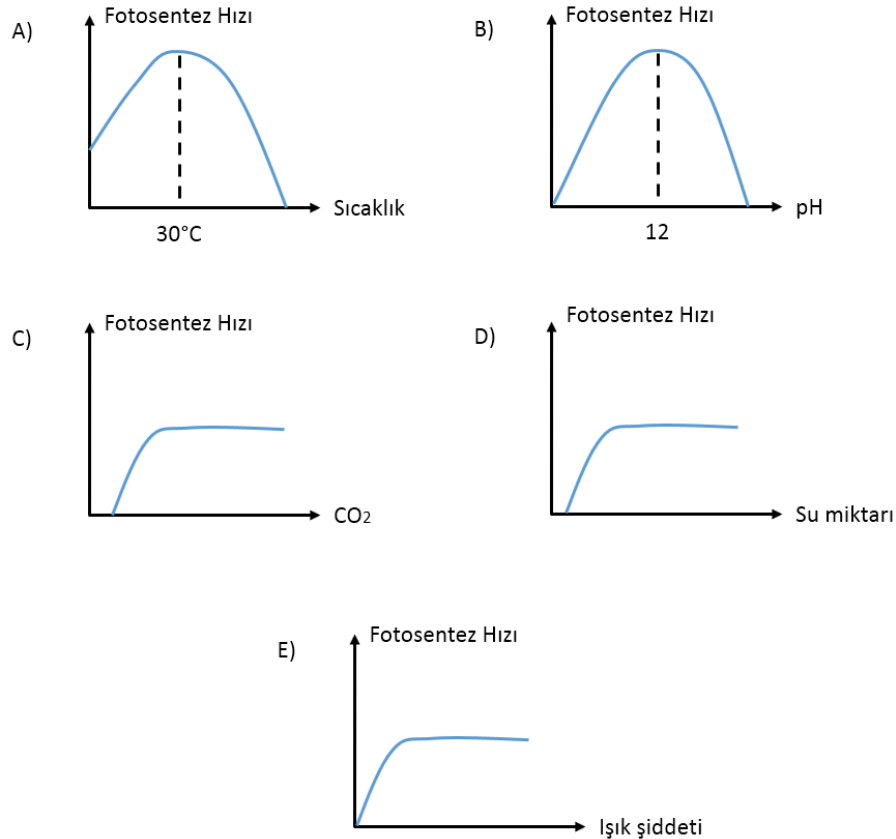 A)
Fotosentez Hızı
Sıcaklık
30°C
B)
Fotosentez Hızı
pH
12
C)
Fotosentez Hızı
CO₂
D)
Fotosentez Hızı
Su miktarı
E)
Fotosentez Hızı
Işık şiddeti